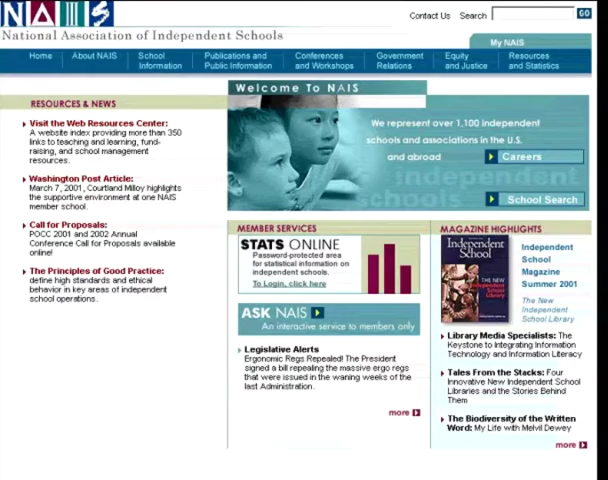 NAIS
Contact Us Search GO
National Association of Independent Schools
My NAIS
Home
About NAIS
School
Information
Publications and
Public Information
Conferences
and Workshops
Government
Relations
Equity
and Justice
Resources
and Statistics
RESOURCES & NEWS
Visit the Web Resources Center:
A website index providing more than 350
links to teaching and learning, fund-
raising, and school management
resources.
Washington Post Article:
March 7, 2001, Courtland Milloy highlights
the supportive environment at one NAIS
member school.
Call for Proposals:
POCC 2001 and 2002 Annual
Conference Call for Proposals available
online!
The Principles of Good Practice:
define high standards and ethical
behavior in key areas of independent
school operations.
Welcome To NAIS
We represent over 1,100 independent
schools and associations in the U.S.
and abroad
Careers
independent
schools
School Search
MEMBER SERVICES
STATS ONLINE
Password-protected area
for statistical information on
independent schools.
To Login, click here
ASK NAIS
An interactive service to members only
Legislative Alerts
Ergonomic Regs Repealed! The President
signed a bill repealing the massive ergo regs
that were issued in the waning weeks of the
last Administration.
more
MAGAZINE HIGHLIGHTS
Independent
School
THE NEW
Independent
School
Library
Independent
School
Magazine
Summer 2001
The New
Independent
School Library
Library Media Specialists: The
Keystone to Integrating Information
Technology and Information Literacy
Tales From the Stacks: Four
Innovative New Independent School
Libraries and the Stories Behind
Them
The Biodiversity of the Written
Word: My Life with Melvil Dewey
more